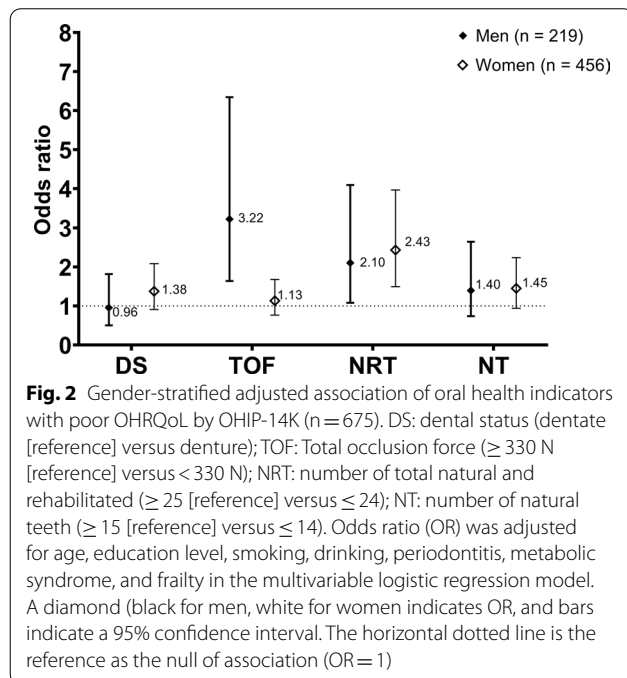 8
7
6
5
4
3
2
1
0
Odds ratio
Men (n = 219)
Women (n = 456)
0.96
1.38
3.22
1.13
2.10
2.43
1.40
1.45
DS TOF NRT NT
Fig. 2 Gender-stratified adjusted association of oral health indicators
with poor OHRQoL by OHIP-14K (n = 675). DS: dental status (dentate
[reference] versus denture); TOF: Total occlusion force (≥ 330 N
[reference] versus < 330 N); NRT: number of total natural and
rehabilitated (≥ 25 [reference] versus ≤ 24); NT: number of natural
teeth (≥ 15 [reference] versus ≤ 14). Odds ratio (OR) was adjusted
for age, education level, smoking, drinking, periodontitis, metabolic
syndrome, and frailty in the multivariable logistic regression model.
A diamond (black for men, white for women indicates OR, and bars
indicate a 95% confidence interval. The horizontal dotted line is the
reference as the null of association (OR = 1)